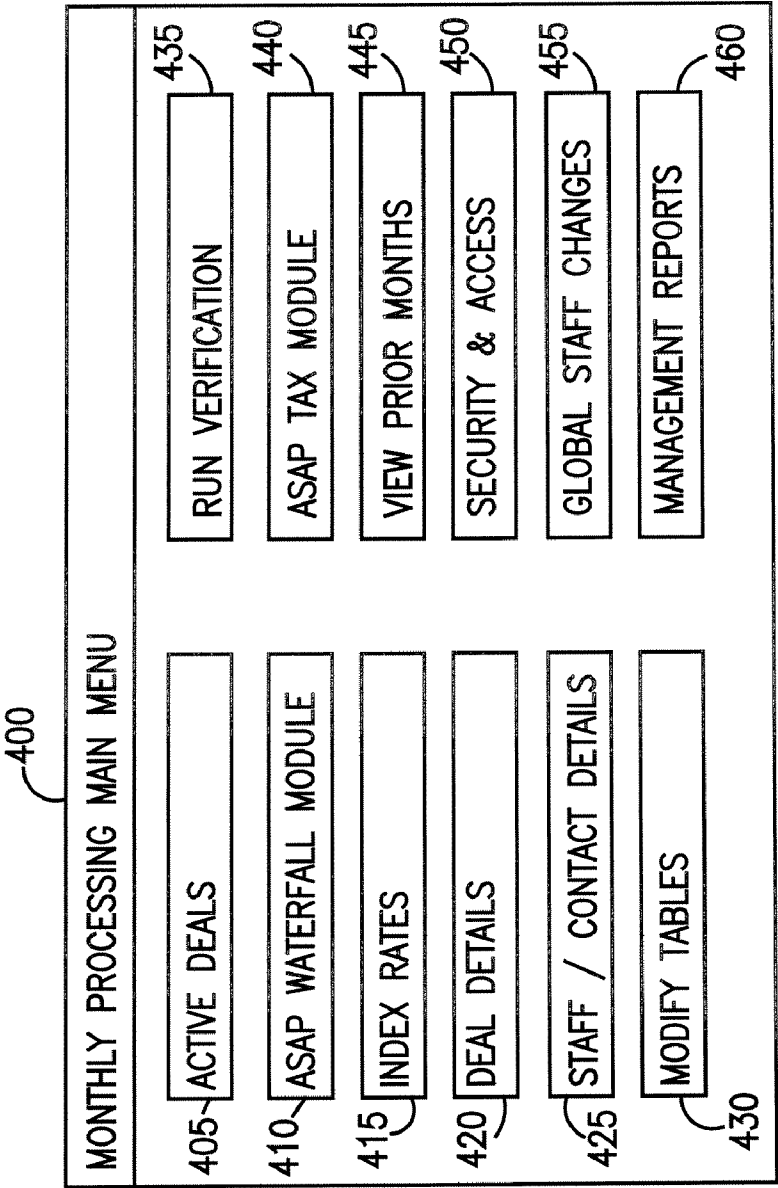 400
MONTHLY PROCESSING MAIN MENU
405 ACTIVE DEALS
410 ASAP WATERFALL MODULE
415 INDEX RATES
420 DEAL DETAILS
425 STAFF / CONTACT DETAILS
430 MODIFY TABLES
RUN VERIFICATION 435
ASAP TAX MODULE 440
VIEW PRIOR MONTHS 445
SECURITY & ACCESS 450
GLOBAL STAFF CHANGES 455
MANAGEMENT REPORTS 460